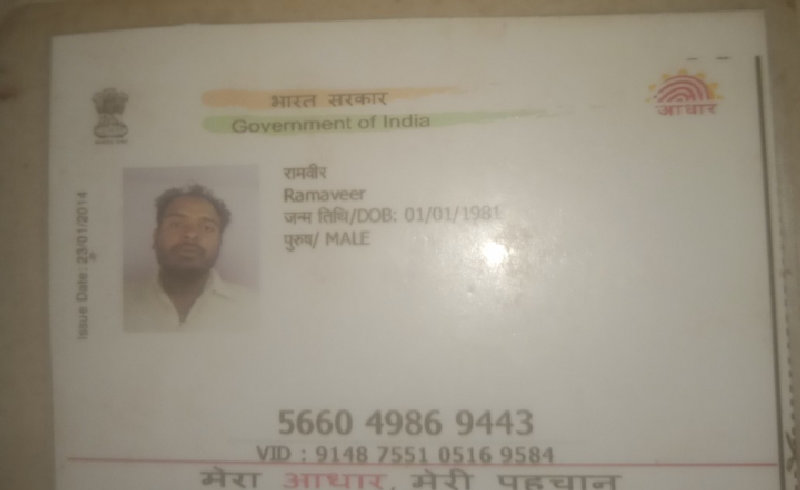 भारत सरकार
Government of India
आधार
Issue Date: 23/01/2014
रामवीर
Ramaveer
जन्म तिथि/DOB: 01/01/1981
पुरुष/ MALE
5660 4986 9443
VID : 9148 7551 0516 9584
मेरा आधार, मेरी पहचान